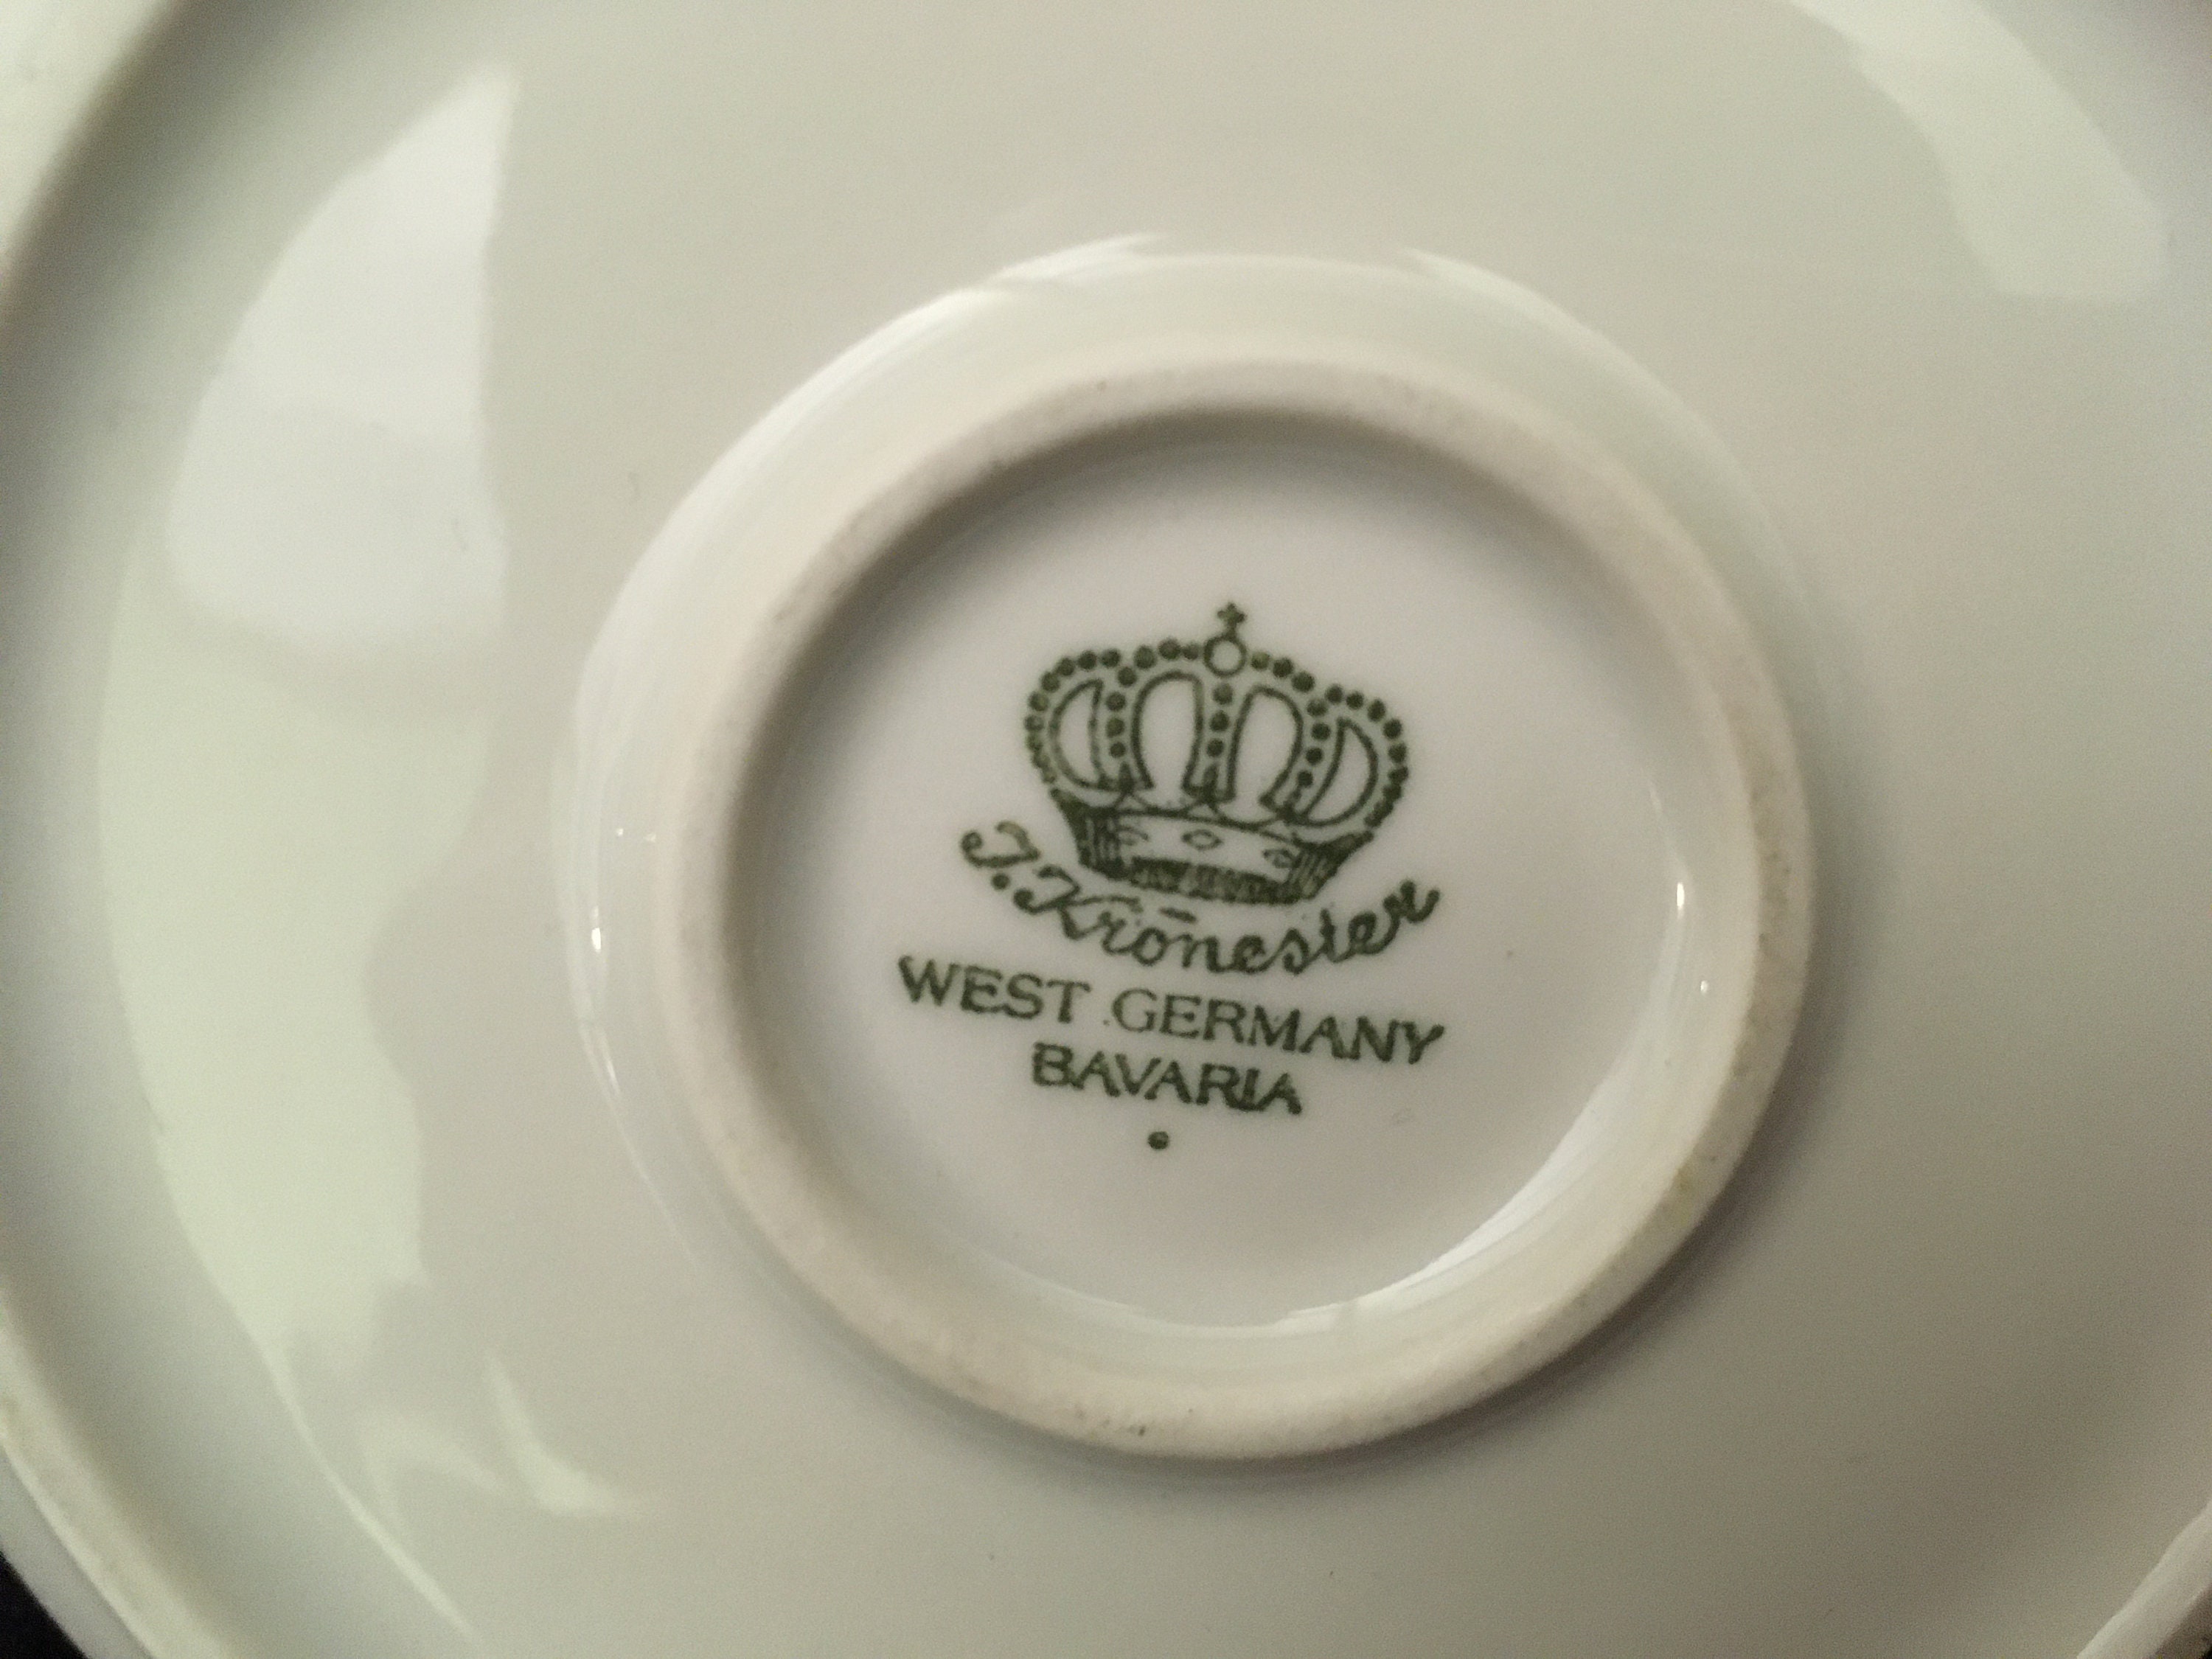 J. Kronester
WEST GERMANY
BAVARIA